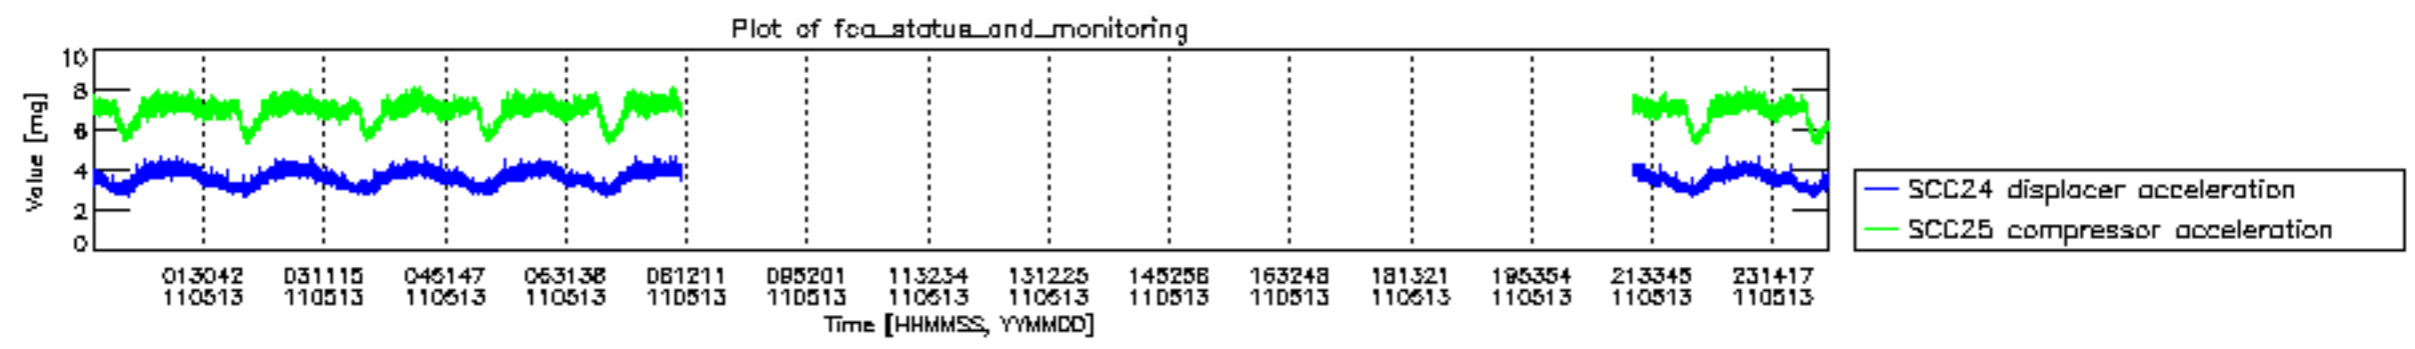 Plot of fca_status_and_monitoring
Value [mg]
10
8
6
4
2
0
013042 031115 045147 063138 081211 095201 113234 131225 145258 163248 181321 195354 213345 231417
110513 110513 110513 110513 110513 110513 110513 110513 110513 110513 110513 110513 110513 110513
Time [HHMMSS, YYMMDD]
SCC24 displacer acceleration
SCC25 compressor acceleration